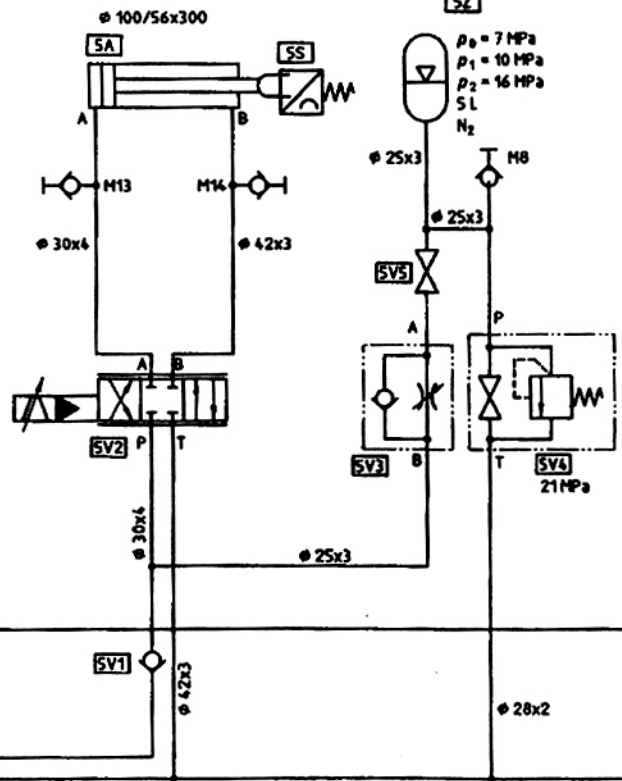 ø 100/56x300
5Z
5A
5S
p₀ = 7 MPa
p₁ = 10 MPa
p₂ = 16 MPa
5 L
N₂
A
B
ø 25x3
M8
M13
M14
ø 25x3
ø 30x4
ø 42x3
5V5
P
A
A
B
5V2
P
T
5V3
B
T
5V4
21 MPa
ø 30x4
ø 25x3
5V1
ø 42x3
ø 28x2